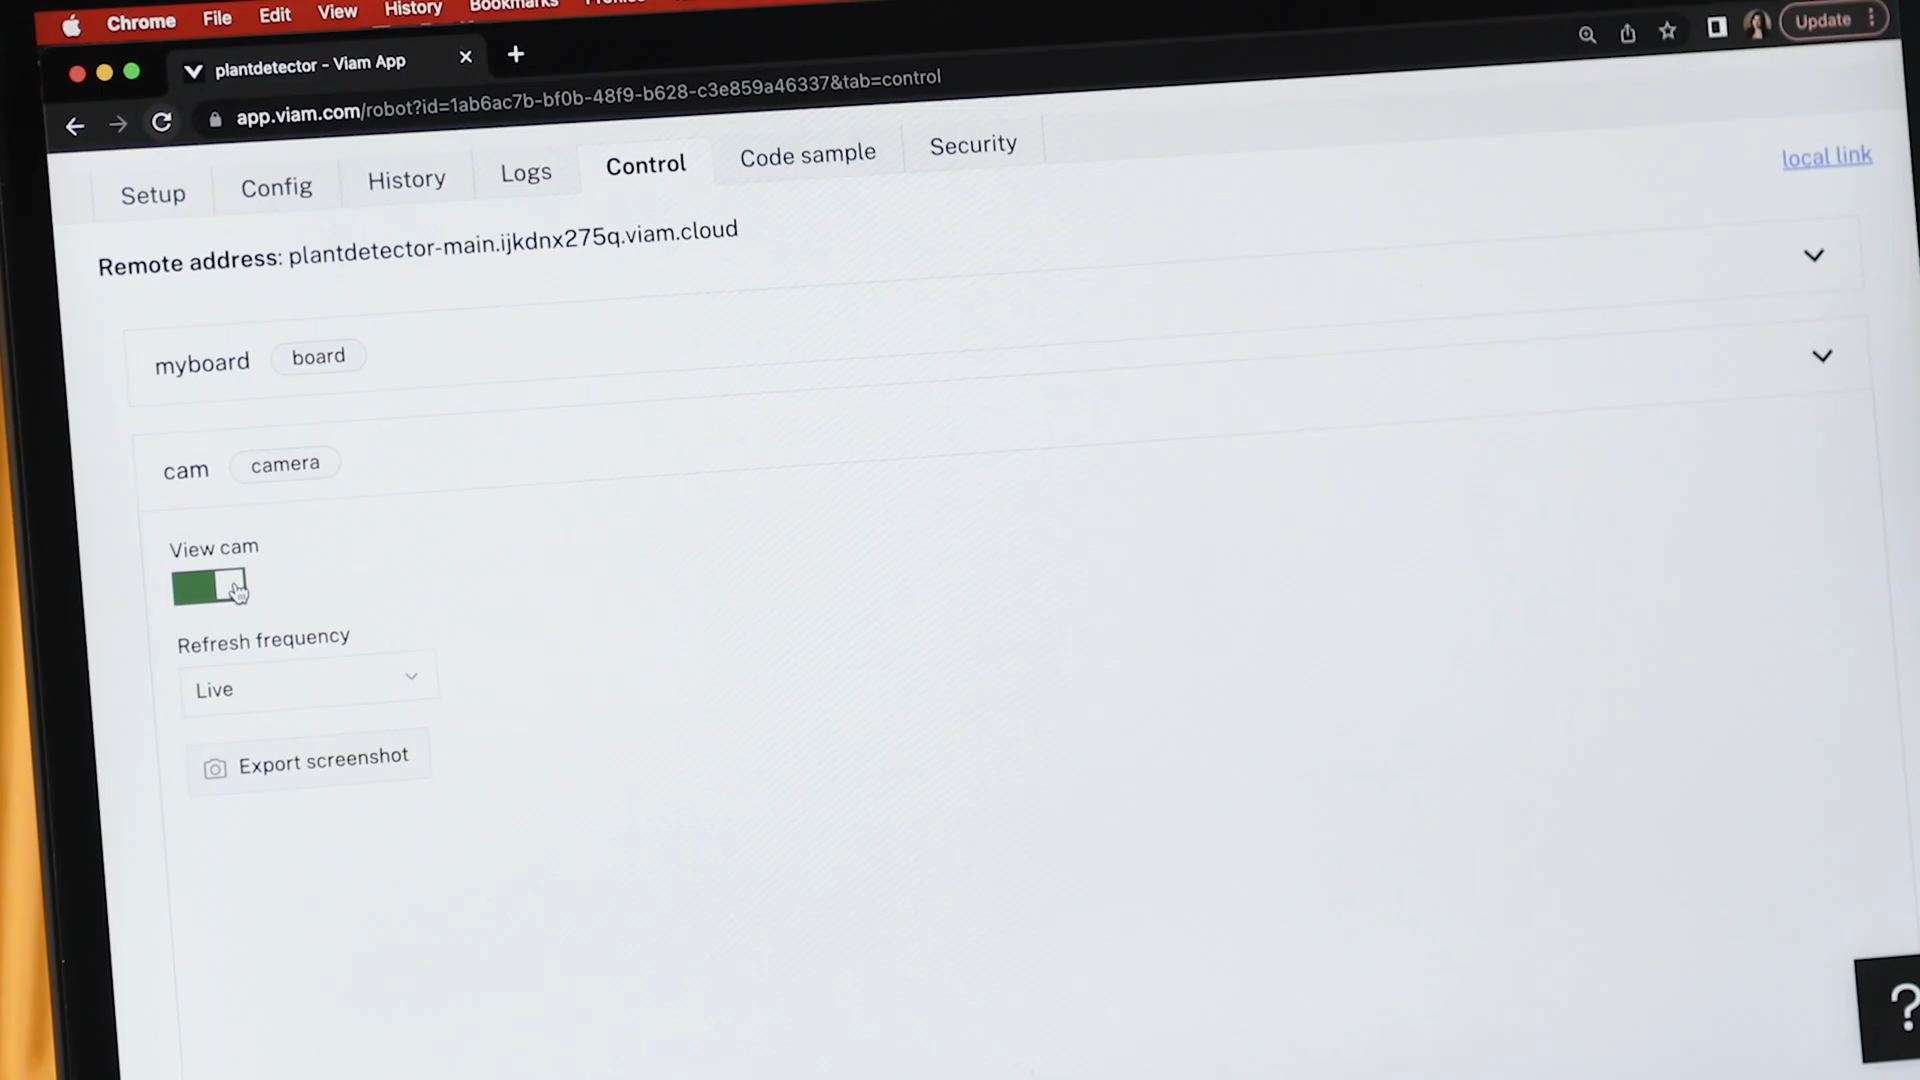 Chrome File Edit View History Bookmarks
plantdetector - Viam App
Update
app.viam.com/robot?id=1ab6ac7b-bf0b-48f9-b628-c3e859a46337&tab=control
Setup Config History Logs Control Code sample Security
local link
Remote address: plantdetector-main.ijkdnx275q.viam.cloud
myboard board
cam camera
View cam
Refresh frequency
Live
Export screenshot
?